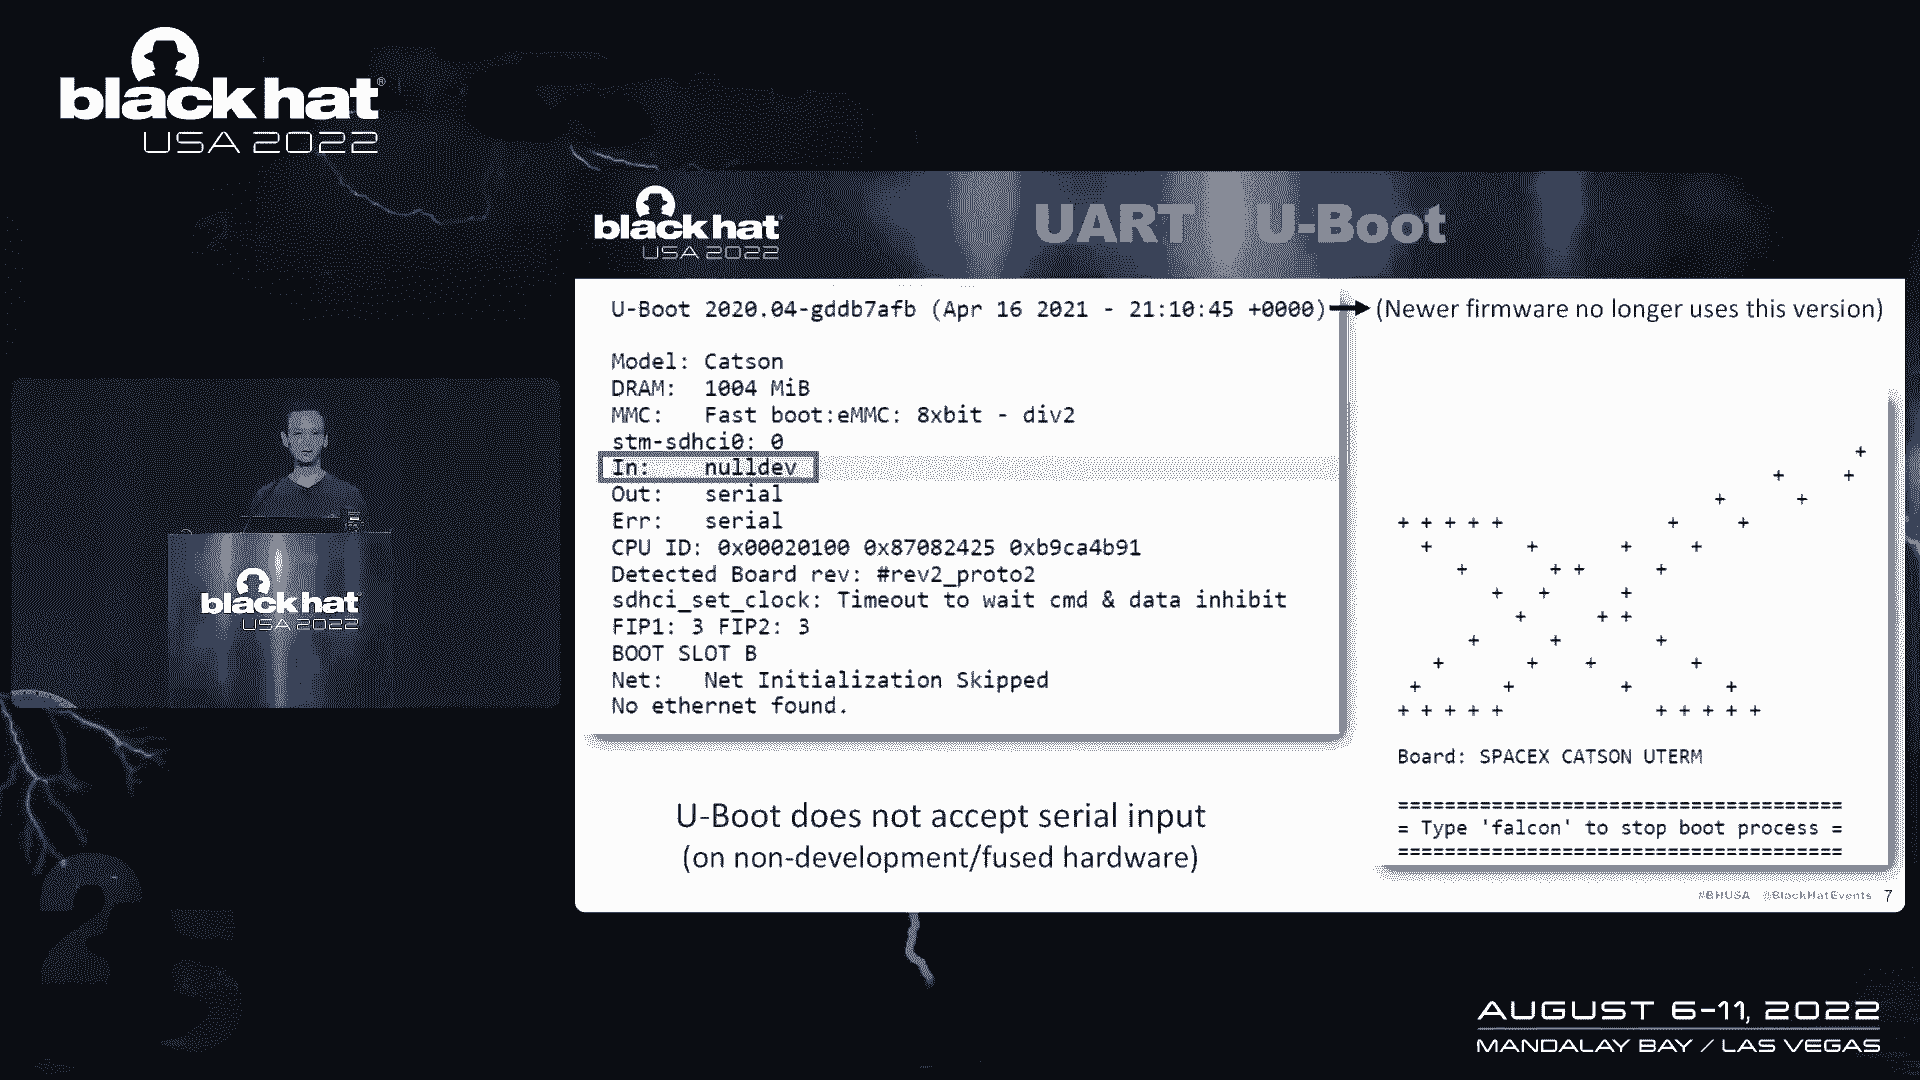 black hat®
USA 2022
black hat
USA 2022
UART U-Boot
U-Boot 2020.04-gddb7afb (Apr 16 2021 - 21:10:45 +0000)
(Newer firmware no longer uses this version)
Model: Catson
DRAM:  1004 MiB
MMC:   Fast boot:eMMC: 8xbit - div2
stm-sdhci0: 0
In:    nulldev
Out:   serial
Err:   serial
CPU ID: 0x00020100 0x87082425 0xb9ca4b91
Detected Board rev: #rev2_proto2
sdhci_set_clock: Timeout to wait cmd & data inhibit
FIP1: 3 FIP2: 3
BOOT SLOT B
Net:   Net Initialization Skipped
No ethernet found.
Board: SPACEX CATSON UTERM
======================================
= Type 'falcon' to stop boot process =
======================================
U-Boot does not accept serial input
(on non-development/fused hardware)
#BHUSA @BlackHatEvents 7
black hat
USA 2022
25
AUGUST 6-11, 2022
MANDALAY BAY / LAS VEGAS